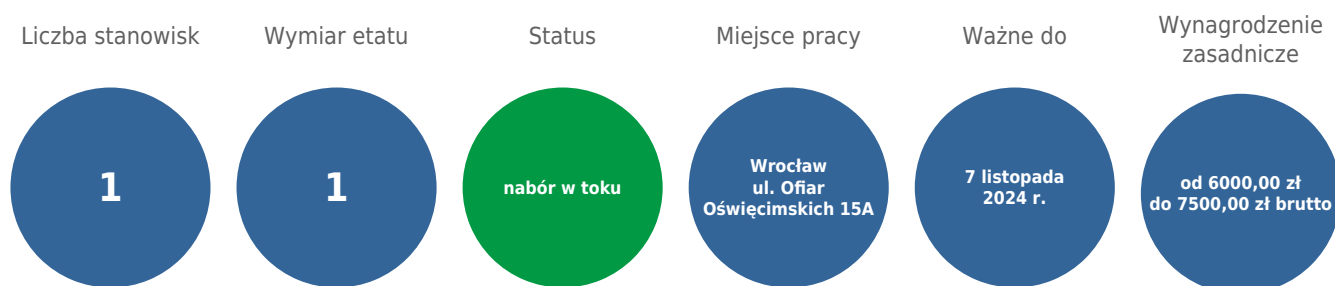 Liczba stanowisk
1
Wymiar etatu
1
Status
nabór w toku
Miejsce pracy
Wrocław
ul. Ofiar
Oświęcimskich 15A
Ważne do
7 listopada
2024 r.
Wynagrodzenie
zasadnicze
od 6000,00 zł
do 7500,00 zł brutto